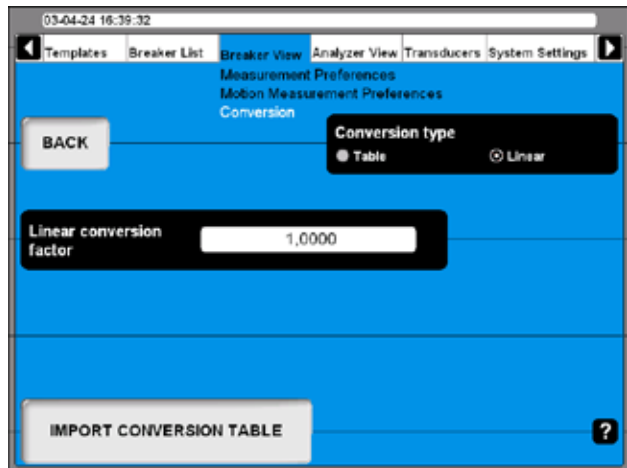 03-04-24 16:39:32
Templates Breaker List Breaker View Analyzer View Transducers System Settings
Measurement Preferences
Motion Measurement Preferences
Conversion
BACK
Conversion type
Table Linear
Linear conversion
factor
1,0000
IMPORT CONVERSION TABLE
?